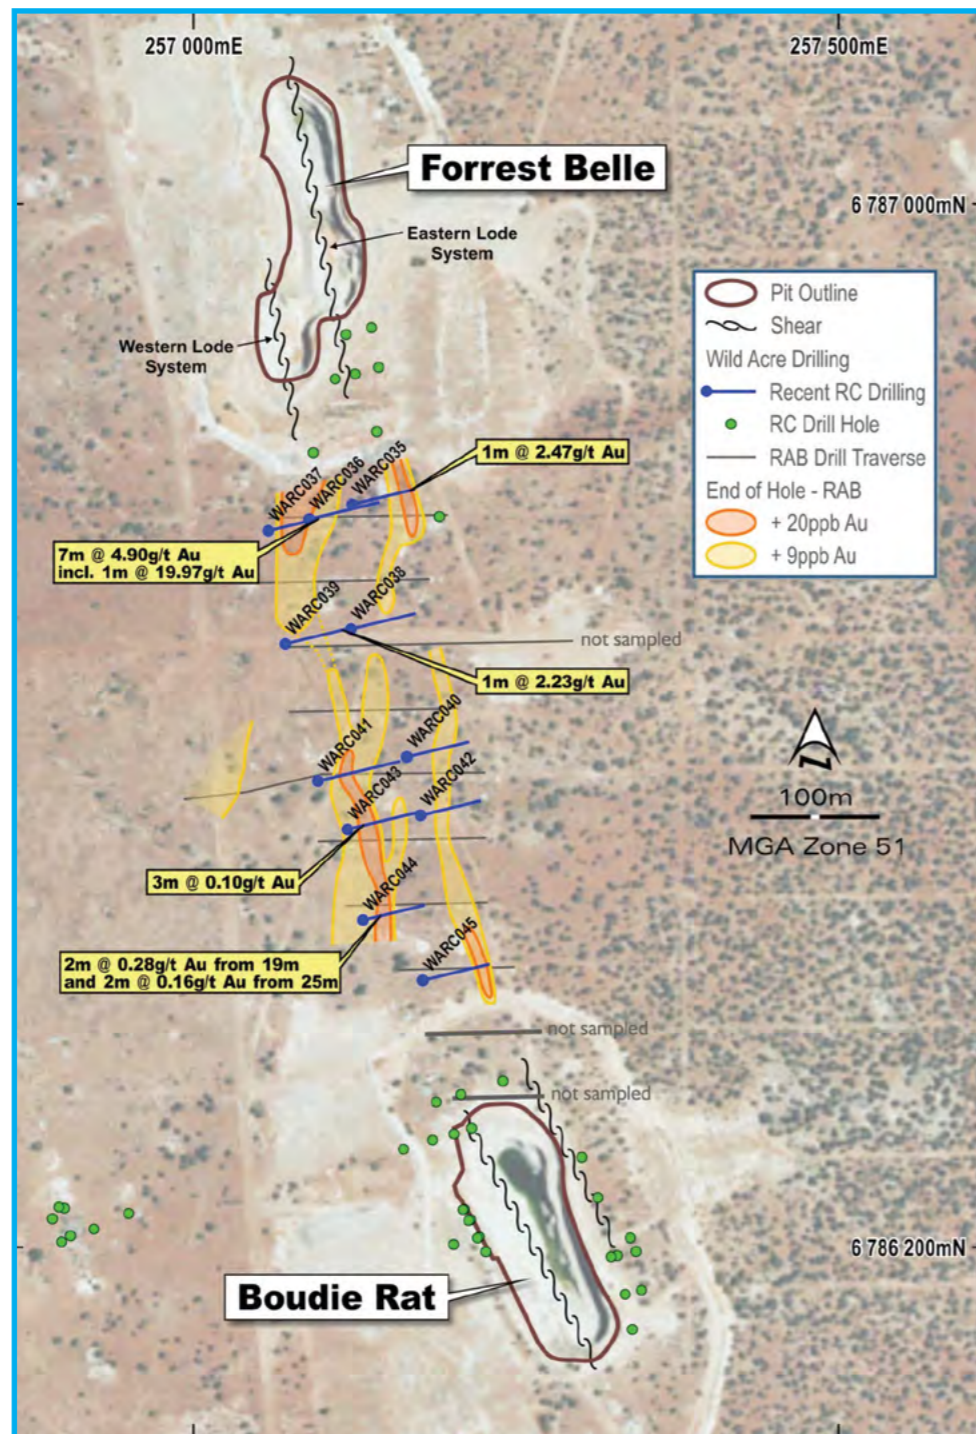 257 000mE
257 500mE
Forrest Belle
6 787 000mN
Eastern Lode
System
Western Lode
System
Pit Outline
Shear
Wild Acre Drilling
Recent RC Drilling
RC Drill Hole
RAB Drill Traverse
End of Hole - RAB
+ 20ppb Au
+ 9ppb Au
1m @ 2.47g/t Au
WARC037
WARC036
WARC035
7m @ 4.90g/t Au
incl. 1m @ 19.97g/t Au
WARC039
WARC038
not sampled
1m @ 2.23g/t Au
WARC041
WARC040
WARC043
WARC042
N
100m
MGA Zone 51
3m @ 0.10g/t Au
WARC044
2m @ 0.28g/t Au from 19m
and 2m @ 0.16g/t Au from 25m
WARC045
not sampled
not sampled
6 786 200mN
Boudie Rat